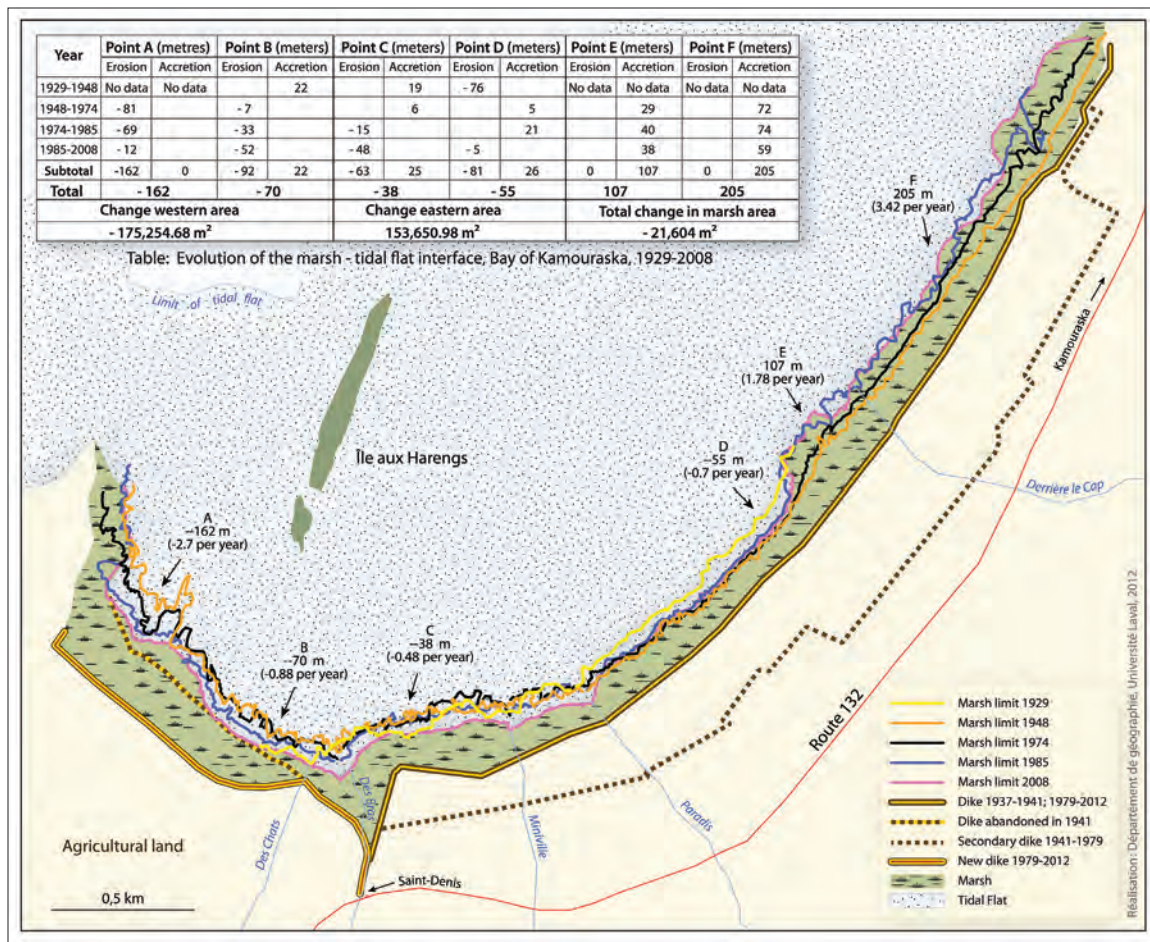 Year Point A (metres) Point B (meters) Point C (meters) Point D (meters) Point E (meters) Point F (meters)
Erosion Accretion Erosion Accretion Erosion Accretion Erosion Accretion Erosion Accretion Erosion Accretion
1929-1948 No data No data 22 19 - 76 No data No data No data No data
1948-1974 - 81 - 7 6 5 29 72
1974-1985 - 69 - 33 - 15 21 40 74
1985-2008 - 12 - 52 - 48 - 5 38 59
Subtotal -162 0 -92 22 -63 25 -81 26 0 107 0 205
Total - 162 - 70 - 38 - 55 107 205
Change western area Change eastern area Total change in marsh area
- 175,254.68 m² 153,650.98 m² - 21,604 m²
Table: Evolution of the marsh - tidal flat interface, Bay of Kamouraska, 1929-2008
Limit of tidal flat
F
205 m
(3.42 per year)
Kamouraska
E
107 m
(1.78 per year)
D
–55 m
(-0.7 per year)
Île aux Harengs
Derrière le Cap
A
–162 m
(-2.7 per year)
C
–38 m
(-0.48 per year)
B
–70 m
(-0.88 per year)
Route 132
Des Bras
Des Chats
Miniville
Paradis
Agricultural land
Saint-Denis
0,5 km
Marsh limit 1929
Marsh limit 1948
Marsh limit 1974
Marsh limit 1985
Marsh limit 2008
Dike 1937-1941; 1979-2012
Dike abandoned in 1941
Secondary dike 1941-1979
New dike 1979-2012
Marsh
Tidal Flat
Réalisation : Département de géographie, Université Laval, 2012